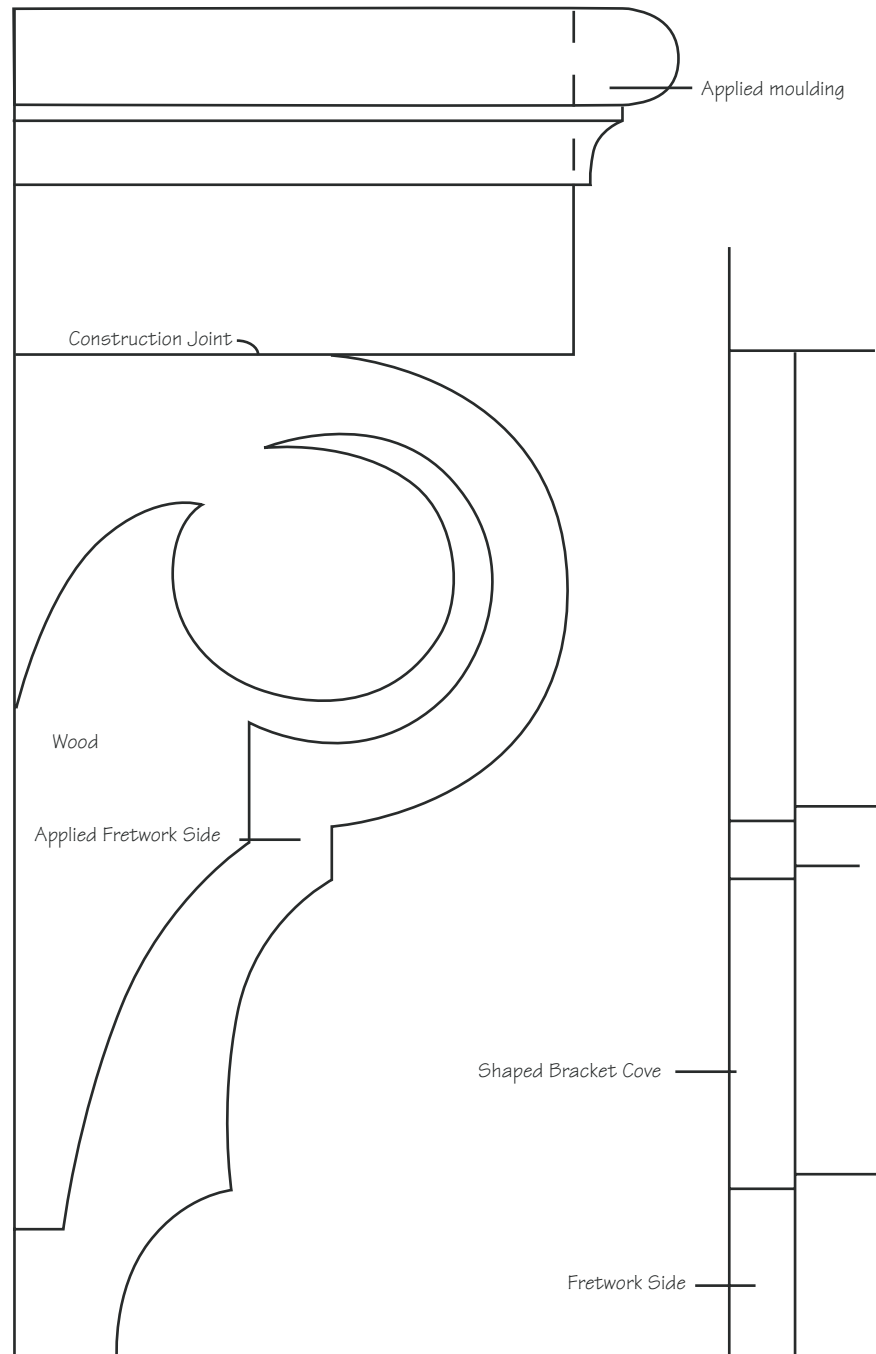 Applied moulding
Construction Joint
Wood
Applied Fretwork Side
Shaped Bracket Cove
Fretwork Side